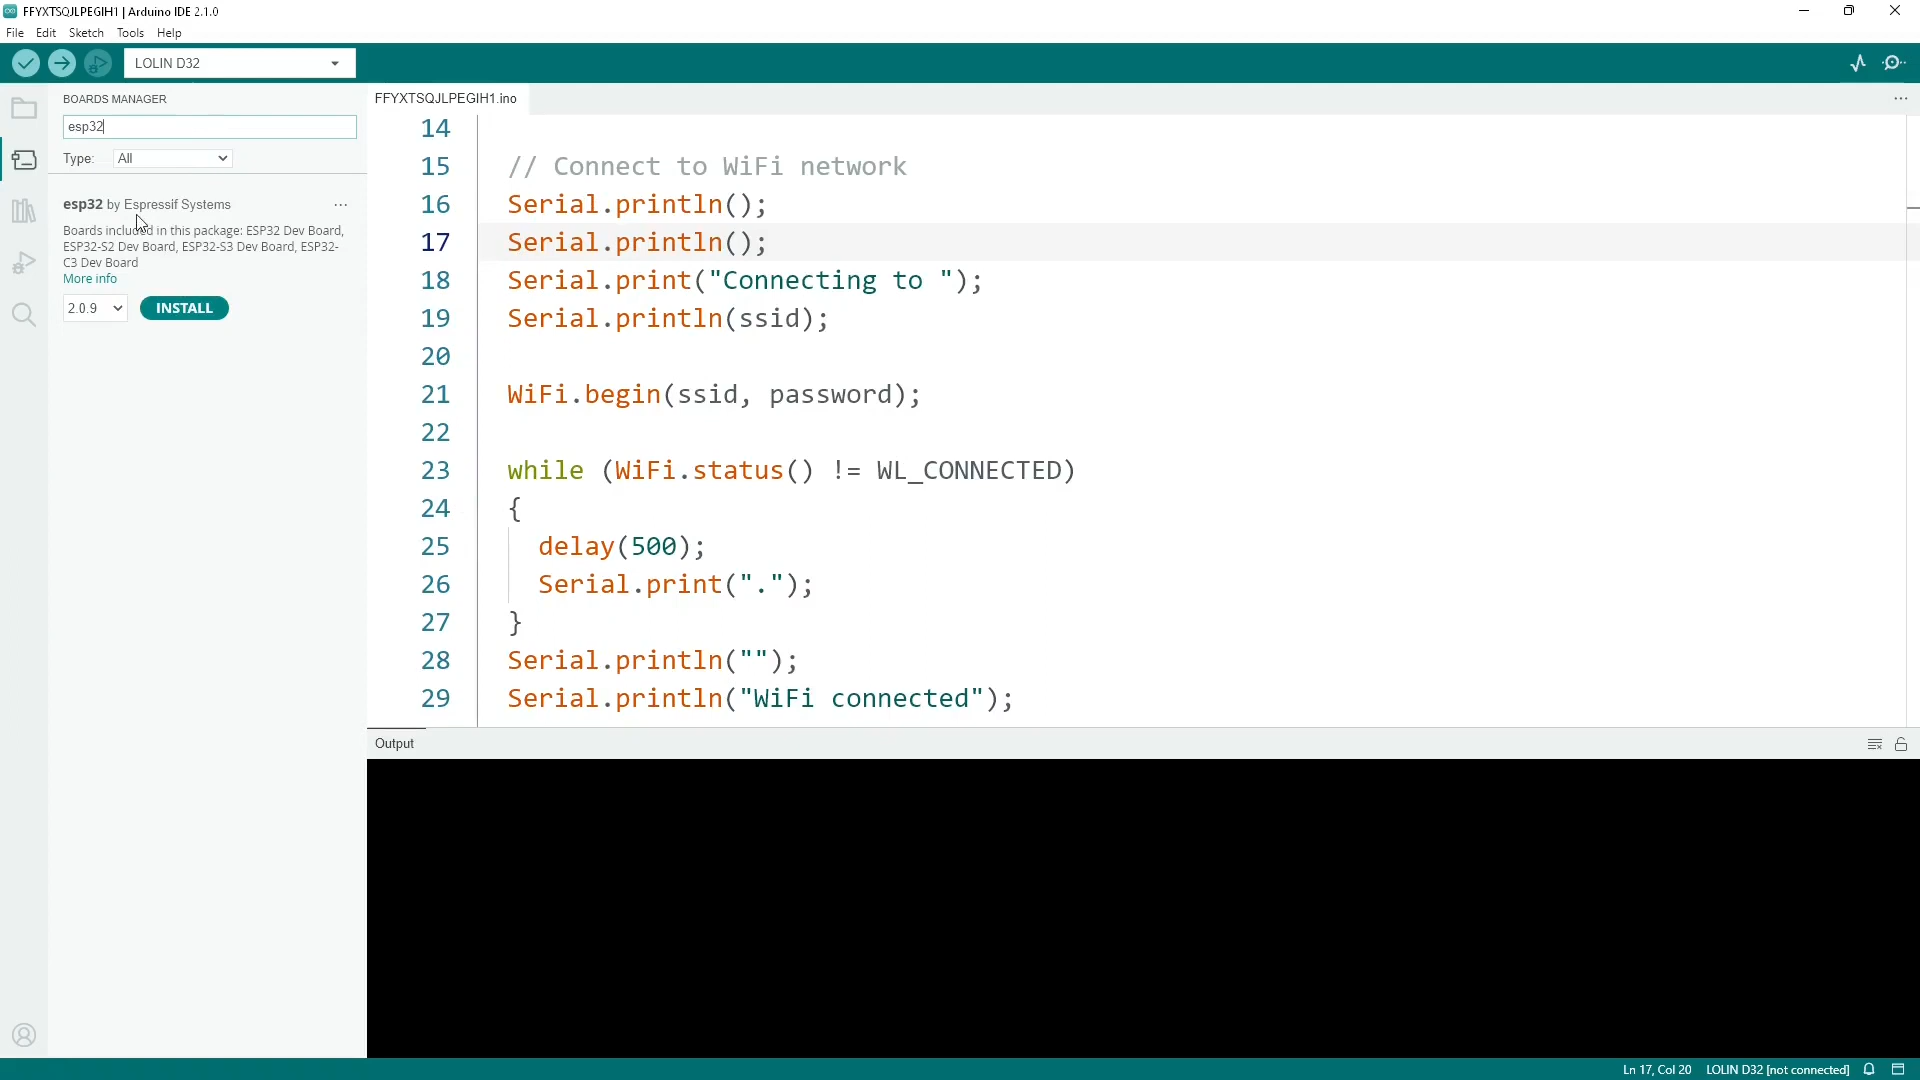 FFYXTSQJLPEGIH1 | Arduino IDE 2.1.0
File Edit Sketch Tools Help
LOLIN D32
BOARDS MANAGER
esp32
Type: All
esp32 by Espressif Systems
Boards included in this package: ESP32 Dev Board,
ESP32-S2 Dev Board, ESP32-S3 Dev Board, ESP32-
C3 Dev Board
More info
2.0.9 INSTALL
FFYXTSQJLPEGIH1.ino
14
15 // Connect to WiFi network
16 Serial.println();
17 Serial.println();
18 Serial.print("Connecting to ");
19 Serial.println(ssid);
20
21 WiFi.begin(ssid, password);
22
23 while (WiFi.status() != WL_CONNECTED)
24 {
25 delay(500);
26 Serial.print(".");
27 }
28 Serial.println("");
29 Serial.println("WiFi connected");
Output
Ln 17, Col 20 LOLIN D32 [not connected]